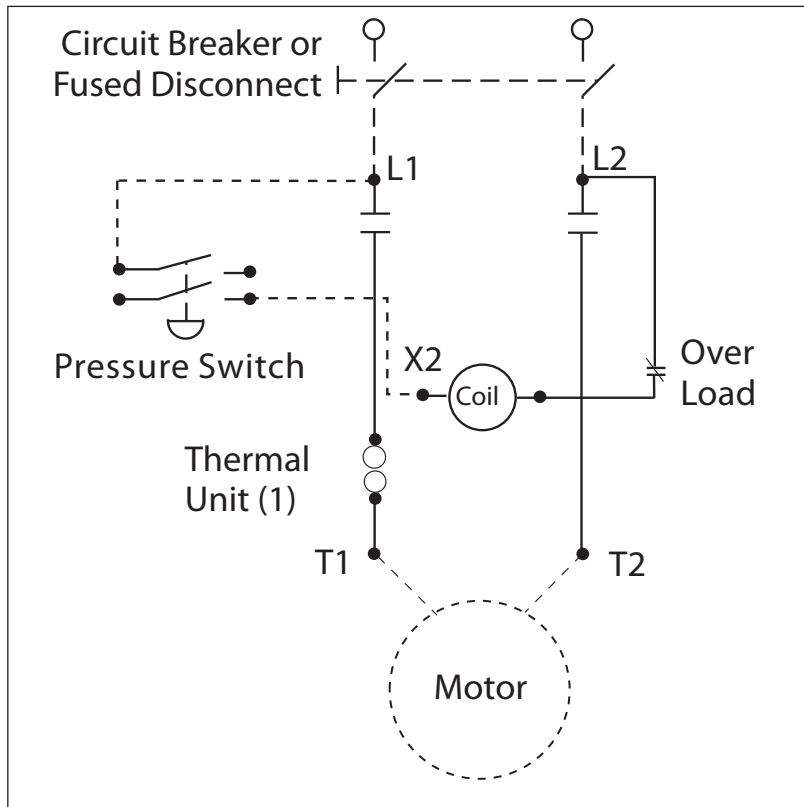 Circuit Breaker or
Fused Disconnect
L1
L2
Pressure Switch
X2
Coil
Over
Load
Thermal
Unit (1)
T1
T2
Motor